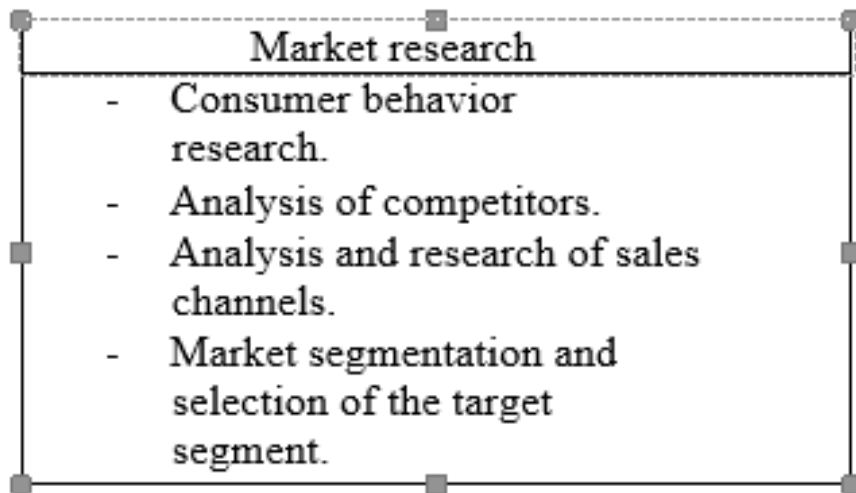 Market research
- Consumer behavior
research.
- Analysis of competitors.
- Analysis and research of sales
channels.
- Market segmentation and
selection of the target
segment.